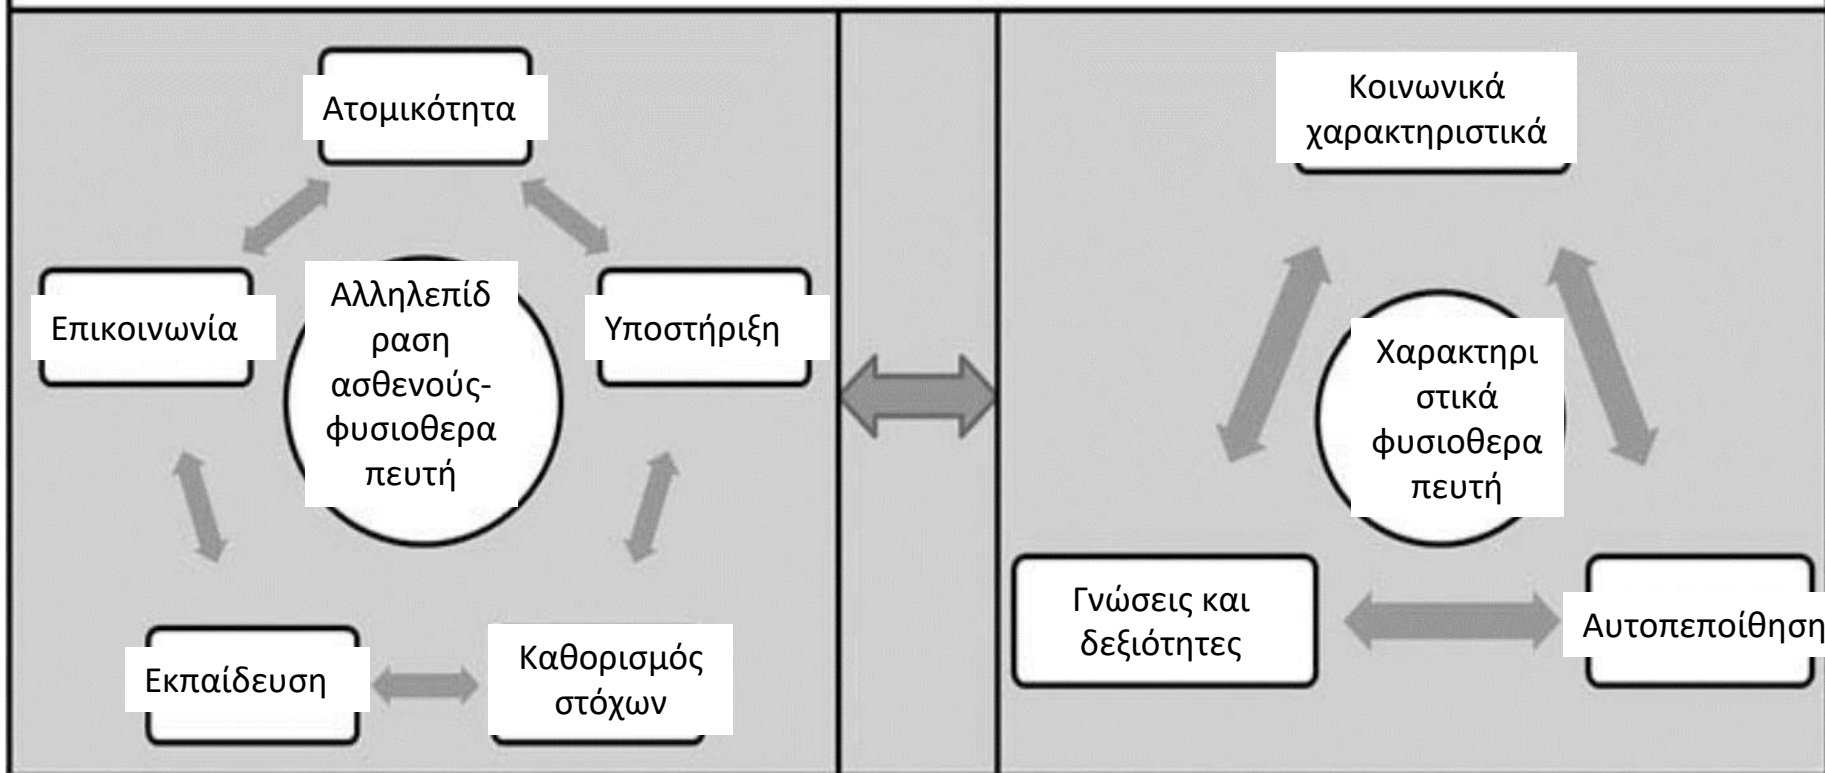 Ατομικότητα
Επικοινωνία
Αλληλεπίδ
ραση
ασθενούς-
φυσιοθερα
πευτή
Υποστήριξη
Εκπαίδευση
Καθορισμός
στόχων
Κοινωνικά
χαρακτηριστικά
Χαρακτηρι
στικά
φυσιοθερα
πευτή
Γνώσεις και
δεξιότητες
Αυτοπεποίθηση